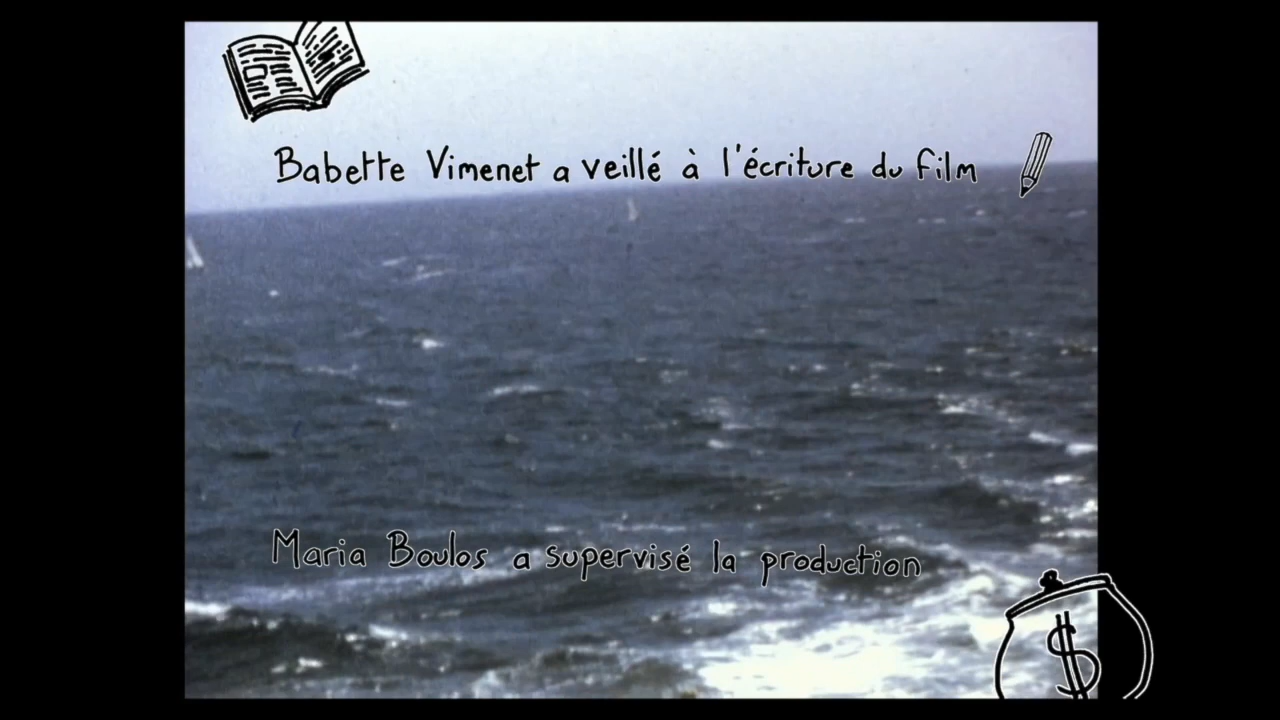 Babette Vimenet a veillé à l'écriture du film
Maria Boulos a supervisé la production
$